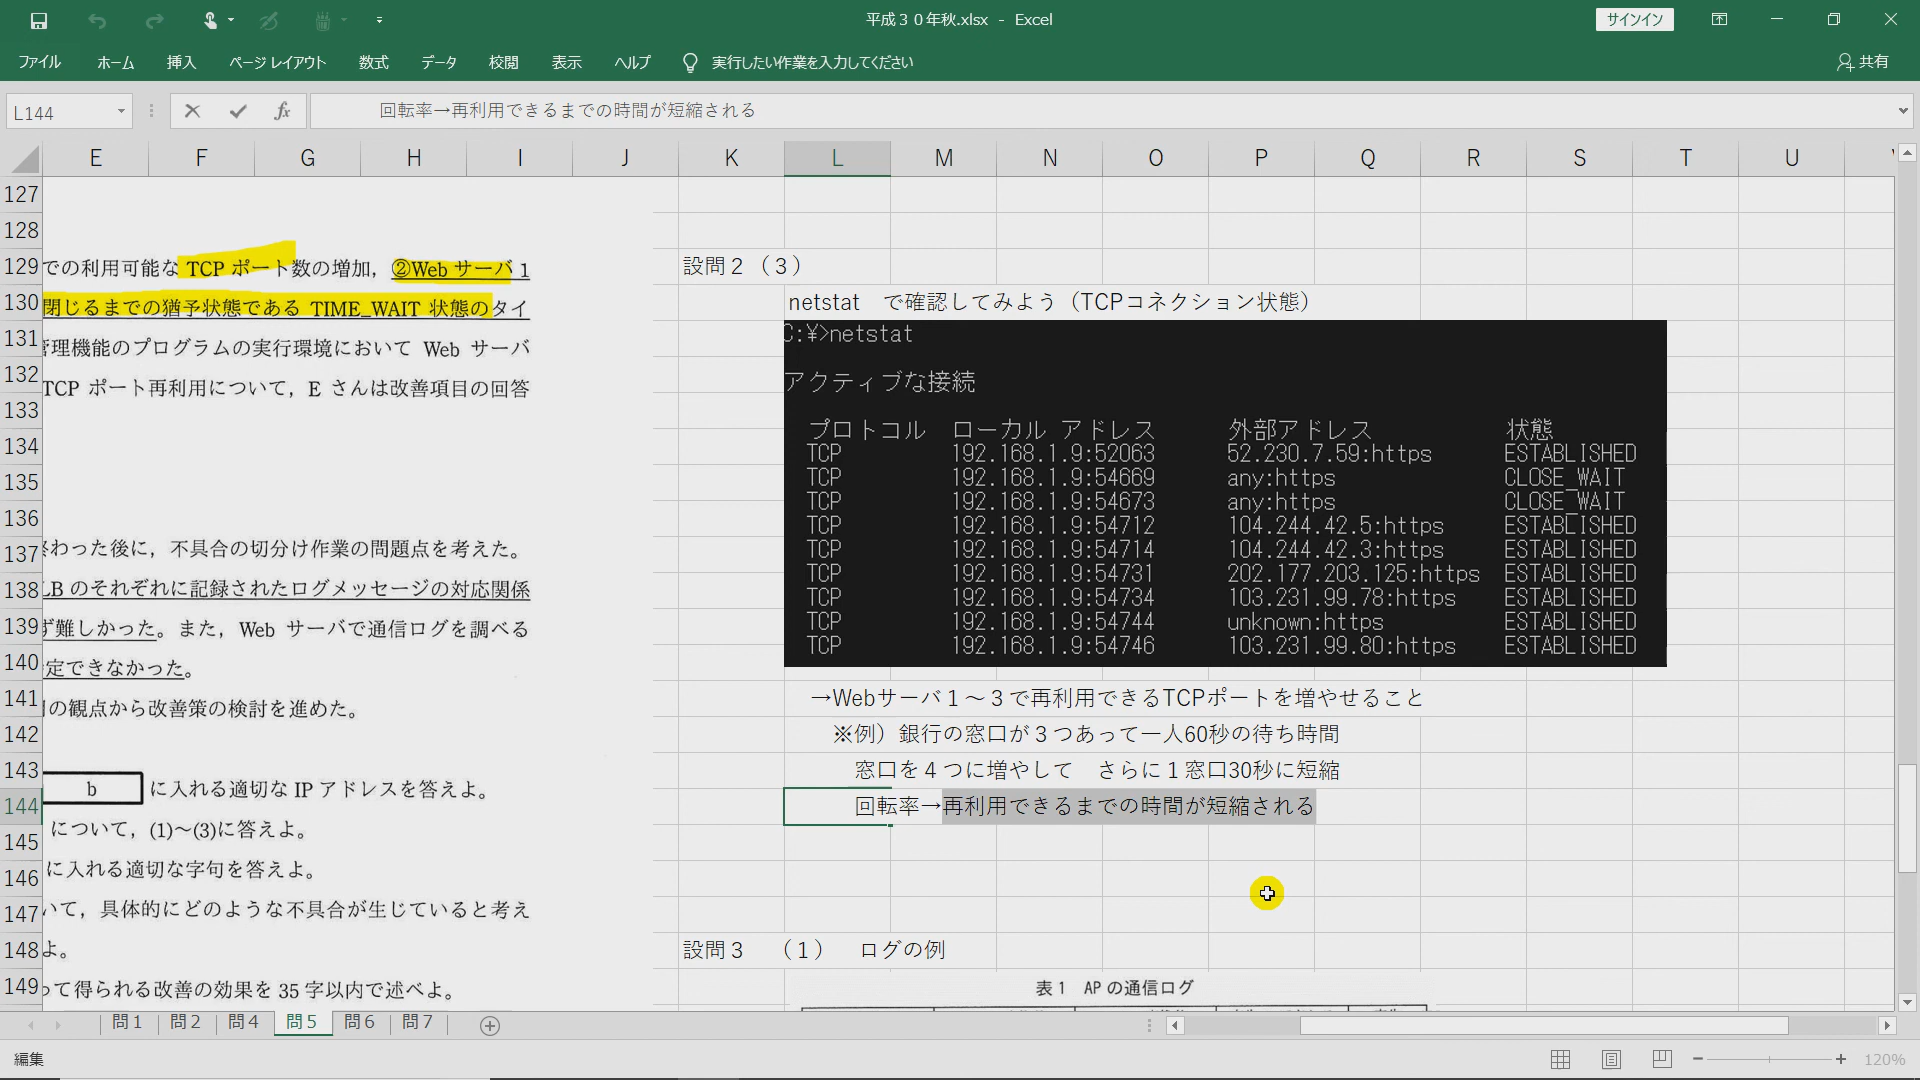 平成３０年秋.xlsx - Excel
サインイン
ファイル ホーム 挿入 ページ レイアウト 数式 データ 校閲 表示 ヘルプ 実行したい作業を入力してください 共有
L144 fx 回転率→再利用できるまでの時間が短縮される
E F G H I J K L M N O P Q R S T U
127
128
129
130
131
132
133
134
135
136
137
138
139
140
141
142
143
144
145
146
147
148
149
での利用可能な TCP ポート数の増加，②Web サーバ 1
閉じるまでの猶予状態である TIME_WAIT 状態のタイ
管理機能のプログラムの実行環境において Web サーバ
TCP ポート再利用について，E さんは改善項目の回答
終わった後に，不具合の切分け作業の問題点を考えた。
LB のそれぞれに記録されたログメッセージの対応関係
ず難しかった。また，Web サーバで通信ログを調べる
定できなかった。
の観点から改善策の検討を進めた。
b に入れる適切な IP アドレスを答えよ。
について，(1)～(3)に答えよ。
に入れる適切な字句を答えよ。
いて，具体的にどのような不具合が生じていると考え
よ。
って得られる改善の効果を 35 字以内で述べよ。
設問２（３）
netstat　で確認してみよう（TCPコネクション状態）
C:¥>netstat
アクティブな接続
プロトコル ローカル アドレス 外部アドレス 状態
TCP 192.168.1.9:52063 52.230.7.59:https ESTABLISHED
TCP 192.168.1.9:54669 any:https CLOSE_WAIT
TCP 192.168.1.9:54673 any:https CLOSE_WAIT
TCP 192.168.1.9:54712 104.244.42.5:https ESTABLISHED
TCP 192.168.1.9:54714 104.244.42.3:https ESTABLISHED
TCP 192.168.1.9:54731 202.177.203.125:https ESTABLISHED
TCP 192.168.1.9:54734 103.231.99.78:https ESTABLISHED
TCP 192.168.1.9:54744 unknown:https ESTABLISHED
TCP 192.168.1.9:54746 103.231.99.80:https ESTABLISHED
→Webサーバ１～３で再利用できるTCPポートを増やせること
※例）銀行の窓口が３つあって一人60秒の待ち時間
窓口を４つに増やして　さらに１窓口30秒に短縮
回転率→再利用できるまでの時間が短縮される
設問３　（１）　ログの例
表１　AP の通信ログ
問１ 問２ 問４ 問５ 問６ 問７
編集
120%